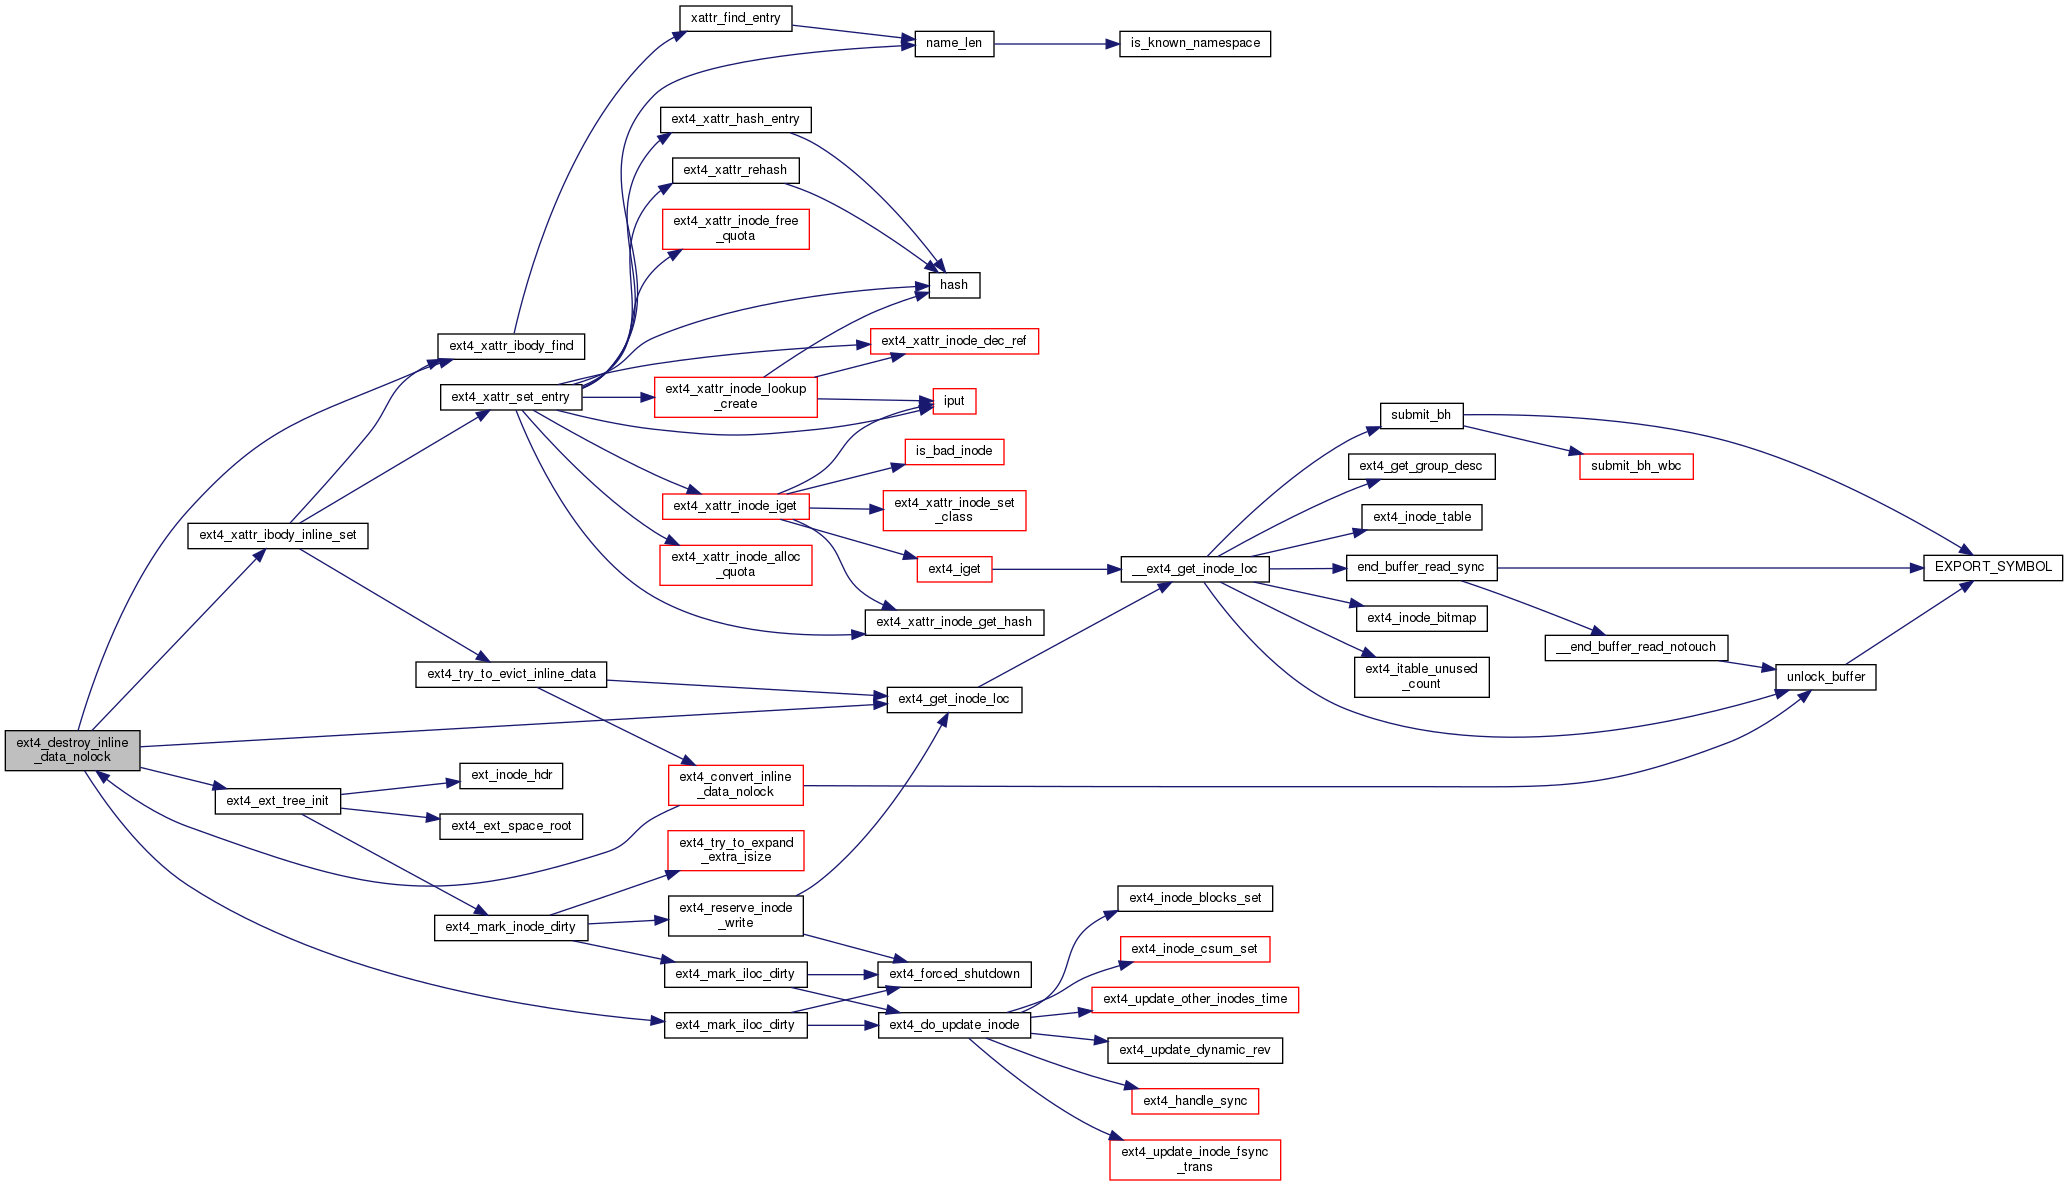 xattr_find_entry
name_len
is_known_namespace
ext4_xattr_hash_entry
ext4_xattr_rehash
ext4_xattr_inode_free
_quota
hash
ext4_xattr_ibody_find
ext4_xattr_inode_dec_ref
ext4_xattr_set_entry
ext4_xattr_inode_lookup
_create
iput
submit_bh
is_bad_inode
ext4_get_group_desc
submit_bh_wbc
ext4_xattr_inode_iget
ext4_xattr_inode_set
_class
ext4_inode_table
ext4_xattr_ibody_inline_set
ext4_xattr_inode_alloc
_quota
ext4_iget
__ext4_get_inode_loc
end_buffer_read_sync
EXPORT_SYMBOL
ext4_xattr_inode_get_hash
ext4_inode_bitmap
__end_buffer_read_notouch
ext4_try_to_evict_inline_data
ext4_itable_unused
_count
unlock_buffer
ext4_get_inode_loc
ext4_destroy_inline
_data_nolock
ext_inode_hdr
ext4_convert_inline
_data_nolock
ext4_ext_tree_init
ext4_ext_space_root
ext4_try_to_expand
_extra_isize
ext4_reserve_inode
_write
ext4_inode_blocks_set
ext4_mark_inode_dirty
ext4_inode_csum_set
ext4_mark_iloc_dirty
ext4_forced_shutdown
ext4_update_other_inodes_time
ext4_mark_iloc_dirty
ext4_do_update_inode
ext4_update_dynamic_rev
ext4_handle_sync
ext4_update_inode_fsync
_trans